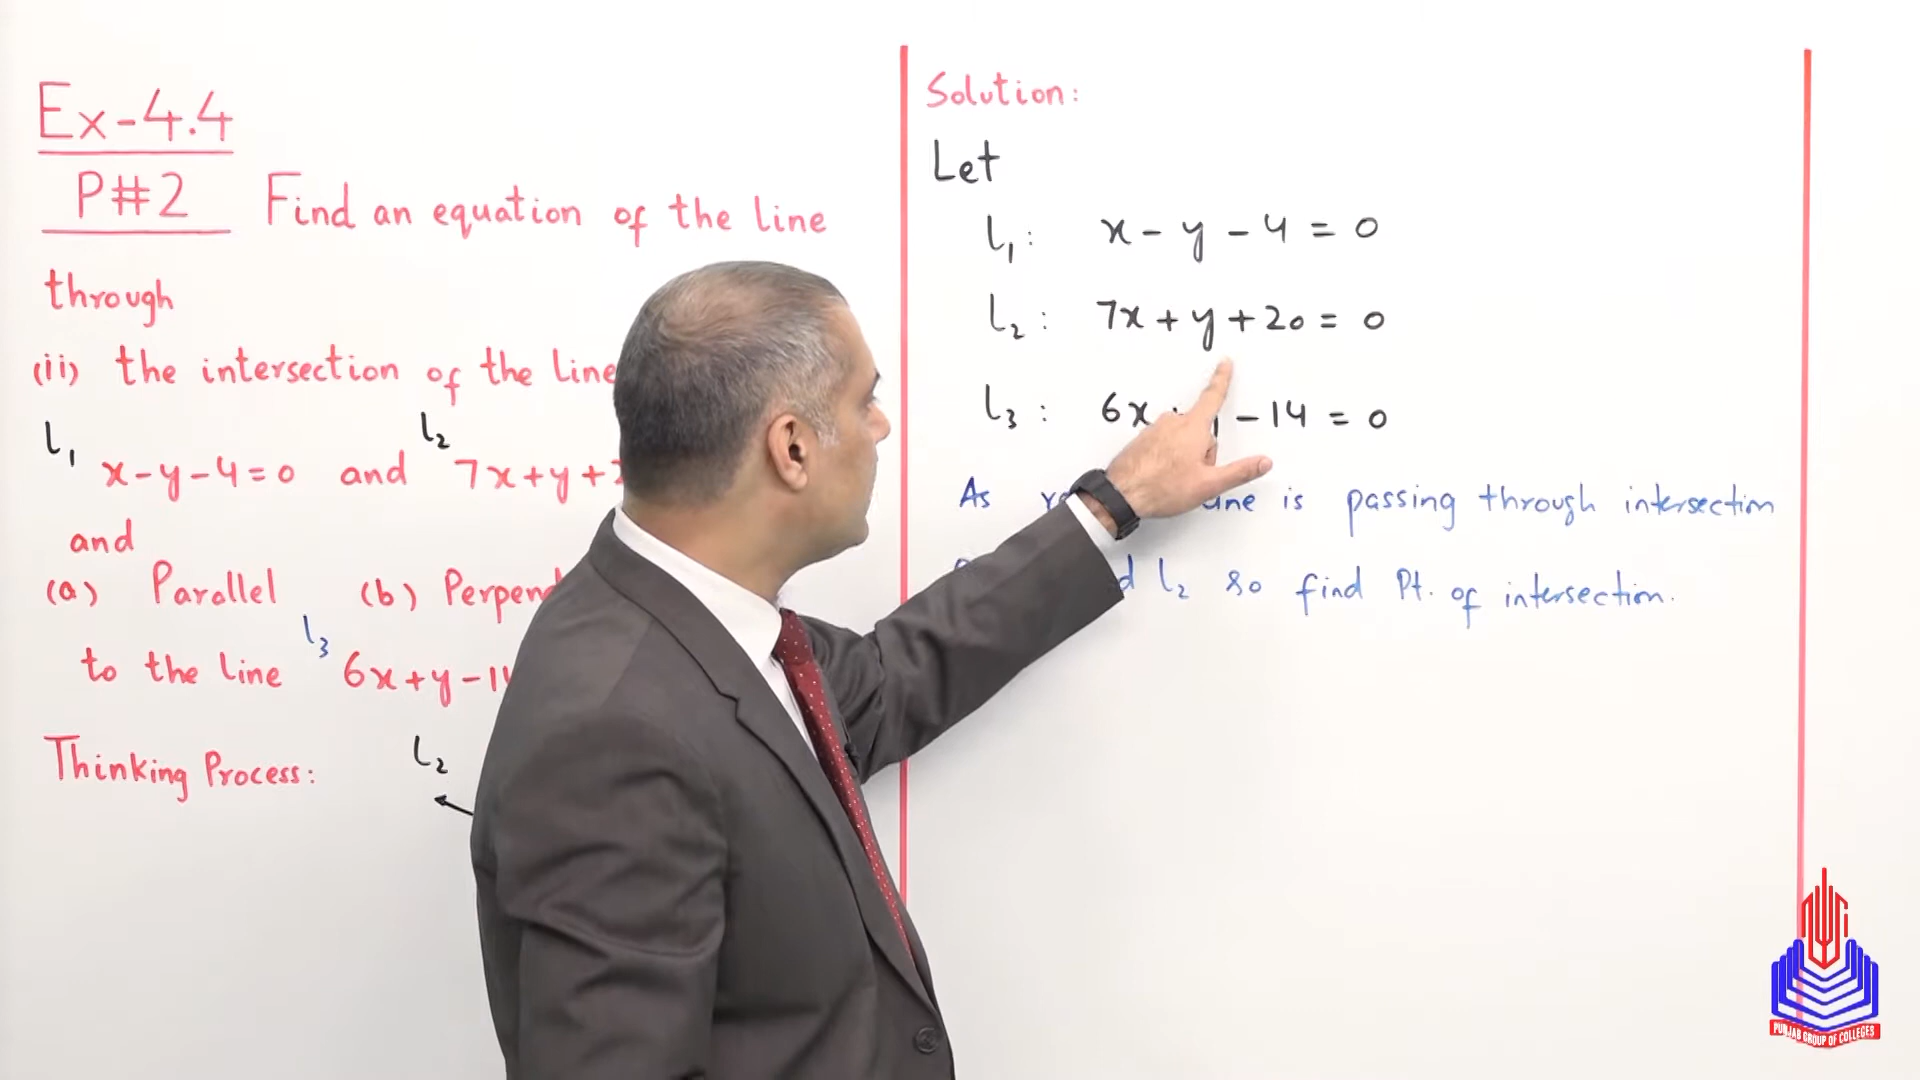 Ex-4.4
P#2 Find an equation of the line
through
(ii) the intersection of the line
l₁ l₂
x-y-4=0 and 7x+y+
and
(a) Parallel (b) Perpend
l₃
to the line 6x+y-14
Thinking Process: l₂
Solution:
Let
l₁: x-y-4=0
l₂: 7x+y+20=0
l₃: 6x -14=0
As line is passing through intersection
l₂ so find Pt. of intersection.
PUNJAB GROUP OF COLLEGES